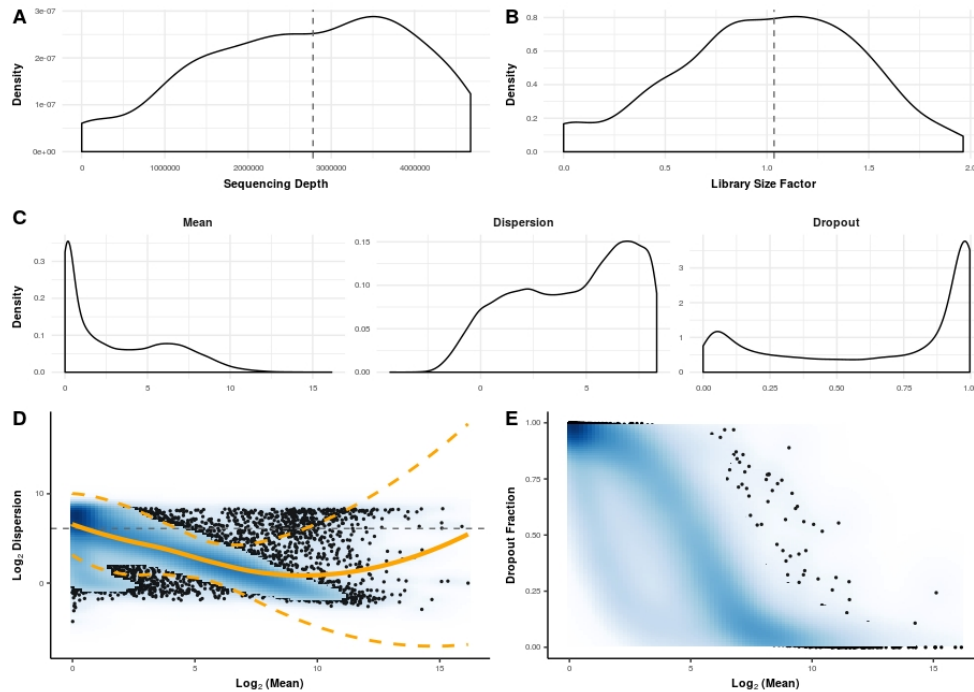 A
3e-07
2e-07
1e-07
0e+00
Density
0
1000000
2000000
3000000
4000000
Sequencing Depth
B
0.8
0.6
0.4
0.2
0.0
Density
0.0
0.5
1.0
1.5
2.0
Library Size Factor
C
Mean
Dispersion
Dropout
Density
0.3
0.2
0.1
0.0
0
5
10
15
0.15
0.10
0.05
0.00
0
5
3
2
1
0
0.00
0.25
0.50
0.75
1.00
D
Log2 Dispersion
10
0
0
5
10
15
Log2 (Mean)
E
Dropout Fraction
1.00
0.75
0.50
0.25
0.00
0
5
10
15
Log2 (Mean)